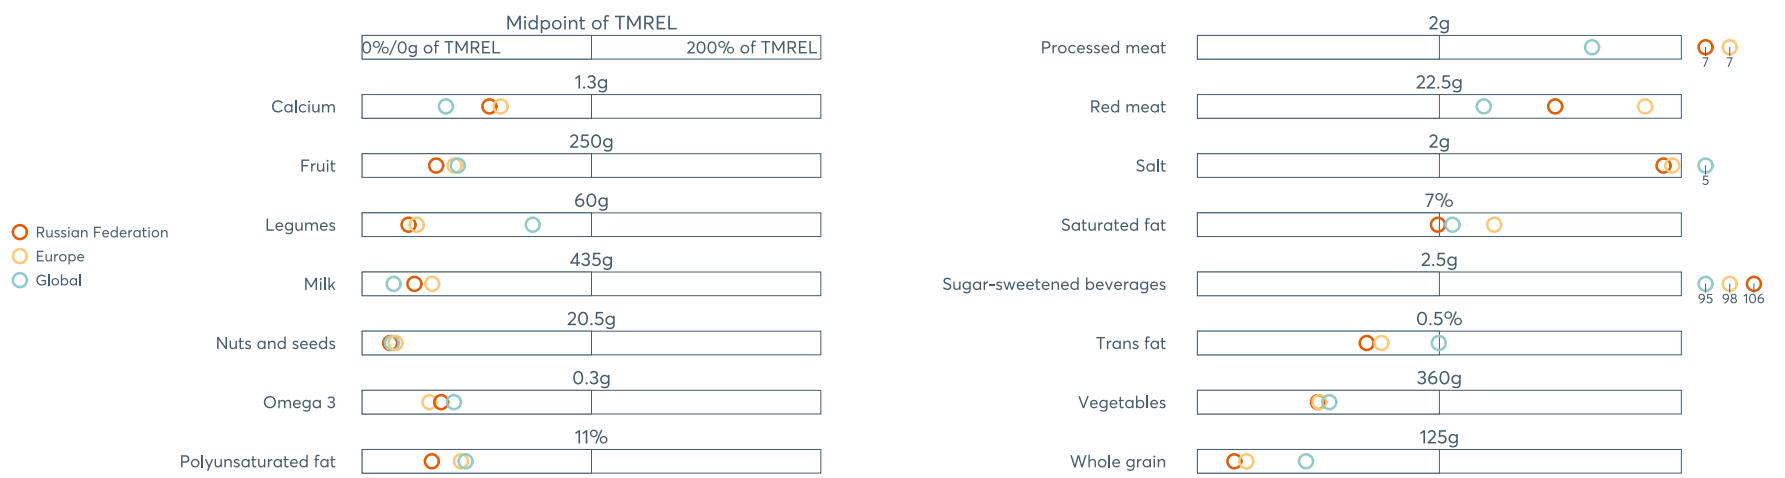 Midpoint of TMREL
0%/0g of TMREL 200% of TMREL
1.3g
Calcium
250g
Fruit
60g
Legumes
435g
Milk
20.5g
Nuts and seeds
0.3g
Omega 3
11%
Polyunsaturated fat
Russian Federation
Europe
Global
2g
Processed meat
7 7
22.5g
Red meat
2g
Salt
5
7%
Saturated fat
2.5g
Sugar-sweetened beverages
95 98 106
0.5%
Trans fat
360g
Vegetables
125g
Whole grain